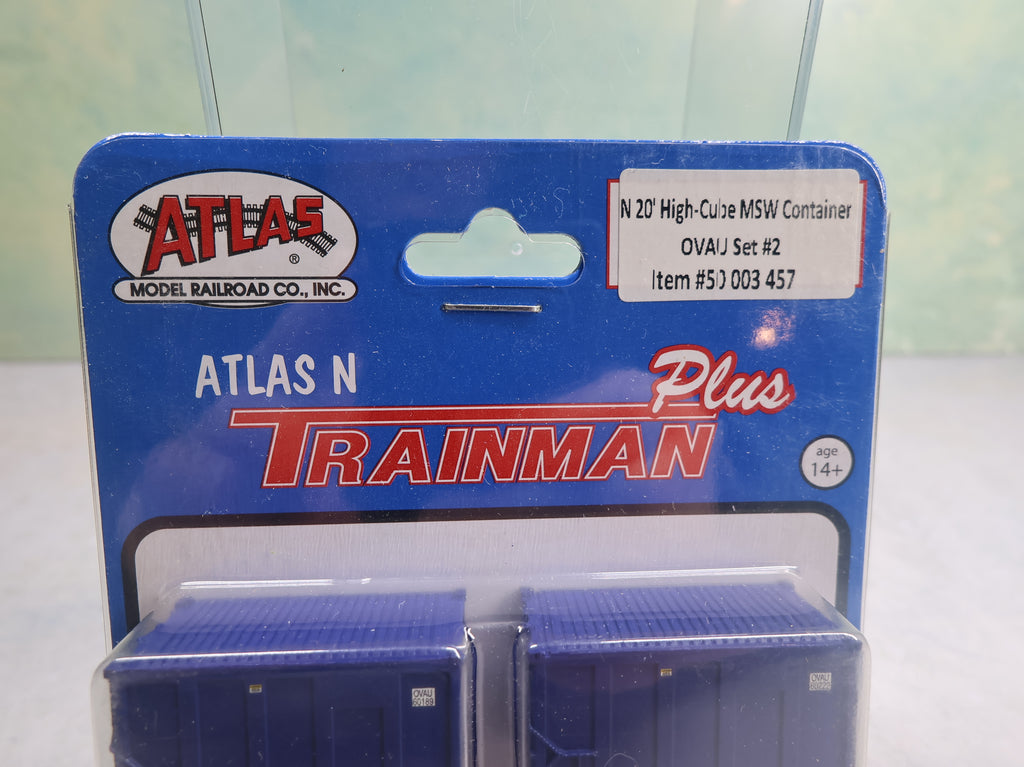 ATLAS
®
MODEL RAILROAD CO., INC.
N 20' High-Cube MSW Container
OVAU Set #2
Item #50 003 457
ATLAS N
Plus
TRAINMAN
age
14+
OVAU
60189
OVAU